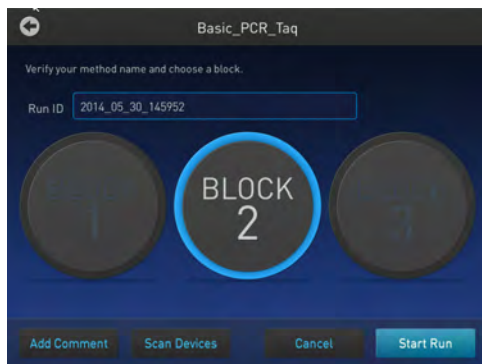 Basic_PCR_Taq
Verify your method name and choose a block.
Run ID 2014_05_30_145952
BLOCK
2
Add Comment Scan Devices Cancel Start Run